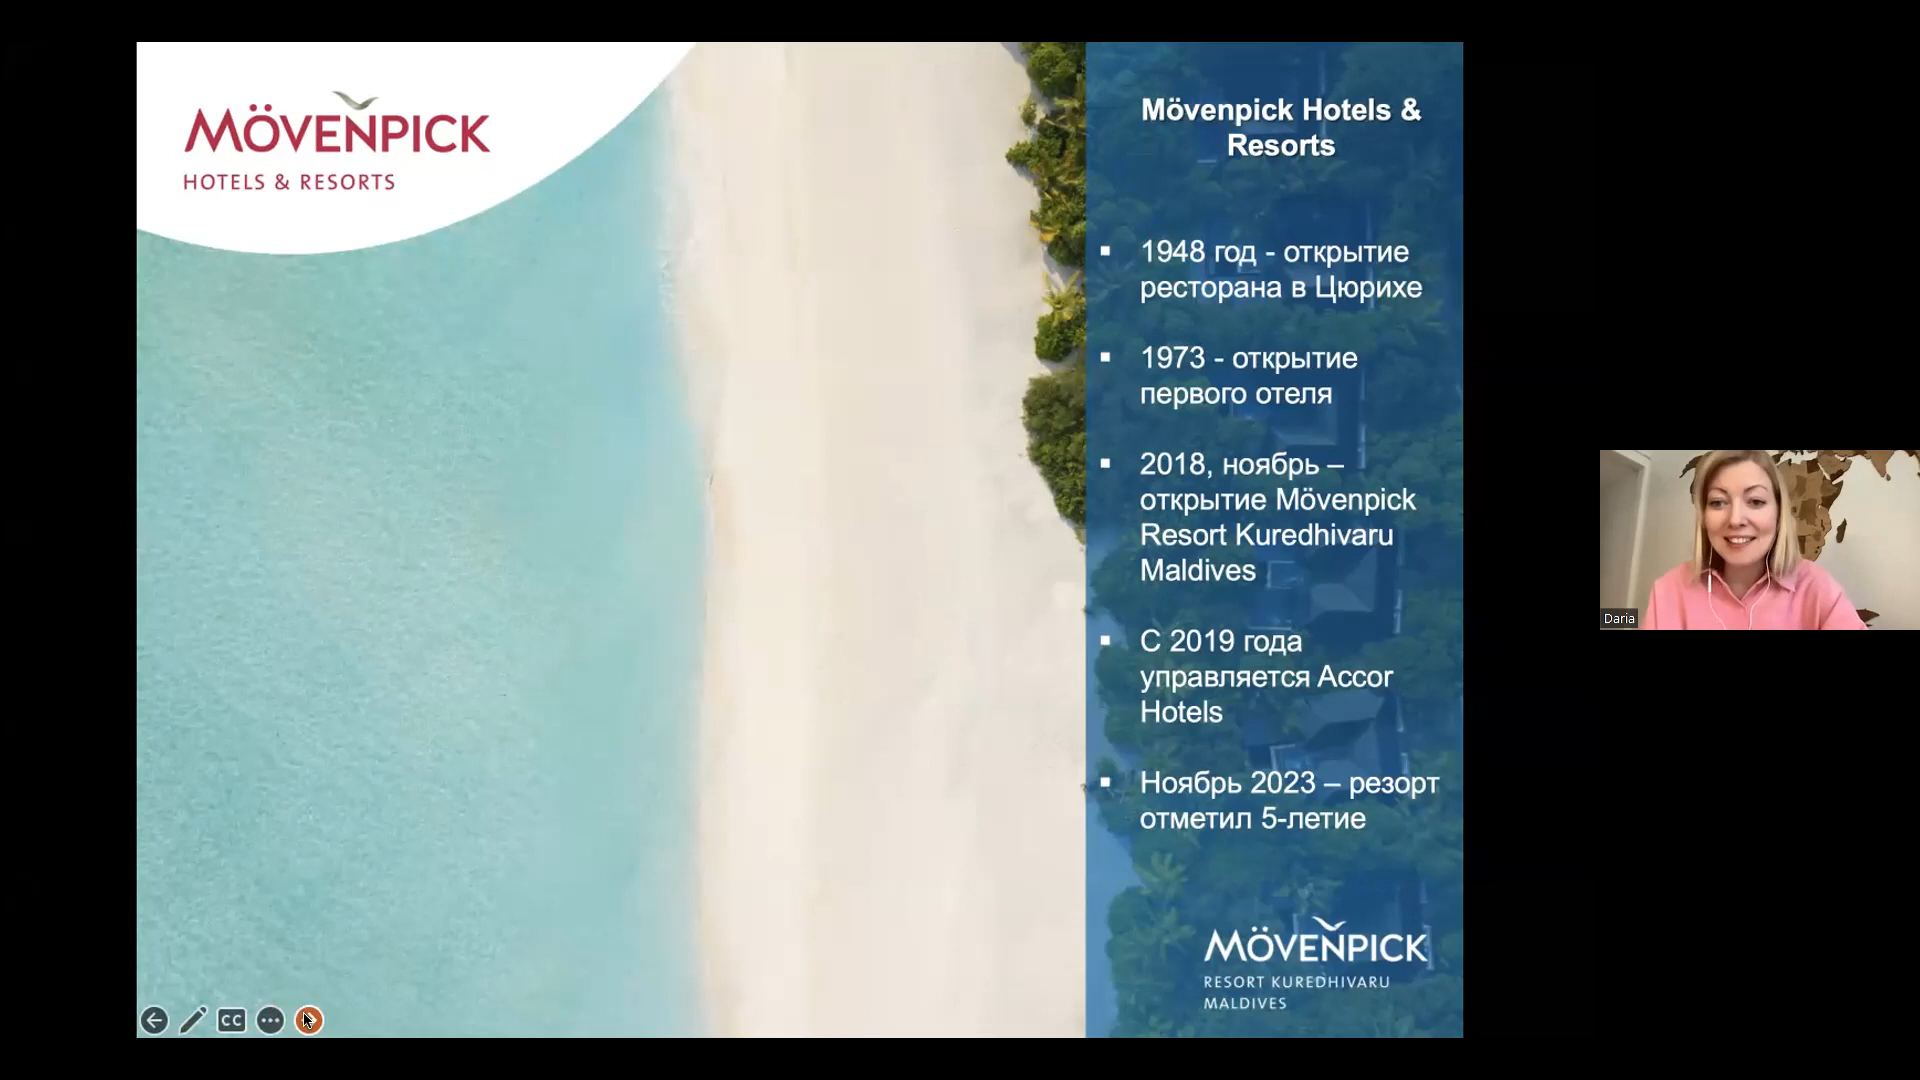 MÖVENPICK
HOTELS & RESORTS
Mövenpick Hotels &
Resorts
▪ 1948 год - открытие
ресторана в Цюрихе
▪ 1973 - открытие
первого отеля
▪ 2018, ноябрь –
открытие Mövenpick
Resort Kuredhivaru
Maldives
▪ С 2019 года
управляется Accor
Hotels
▪ Ноябрь 2023 – резорт
отметил 5-летие
MÖVENPICK
RESORT KUREDHIVARU
MALDIVES
CC
Daria